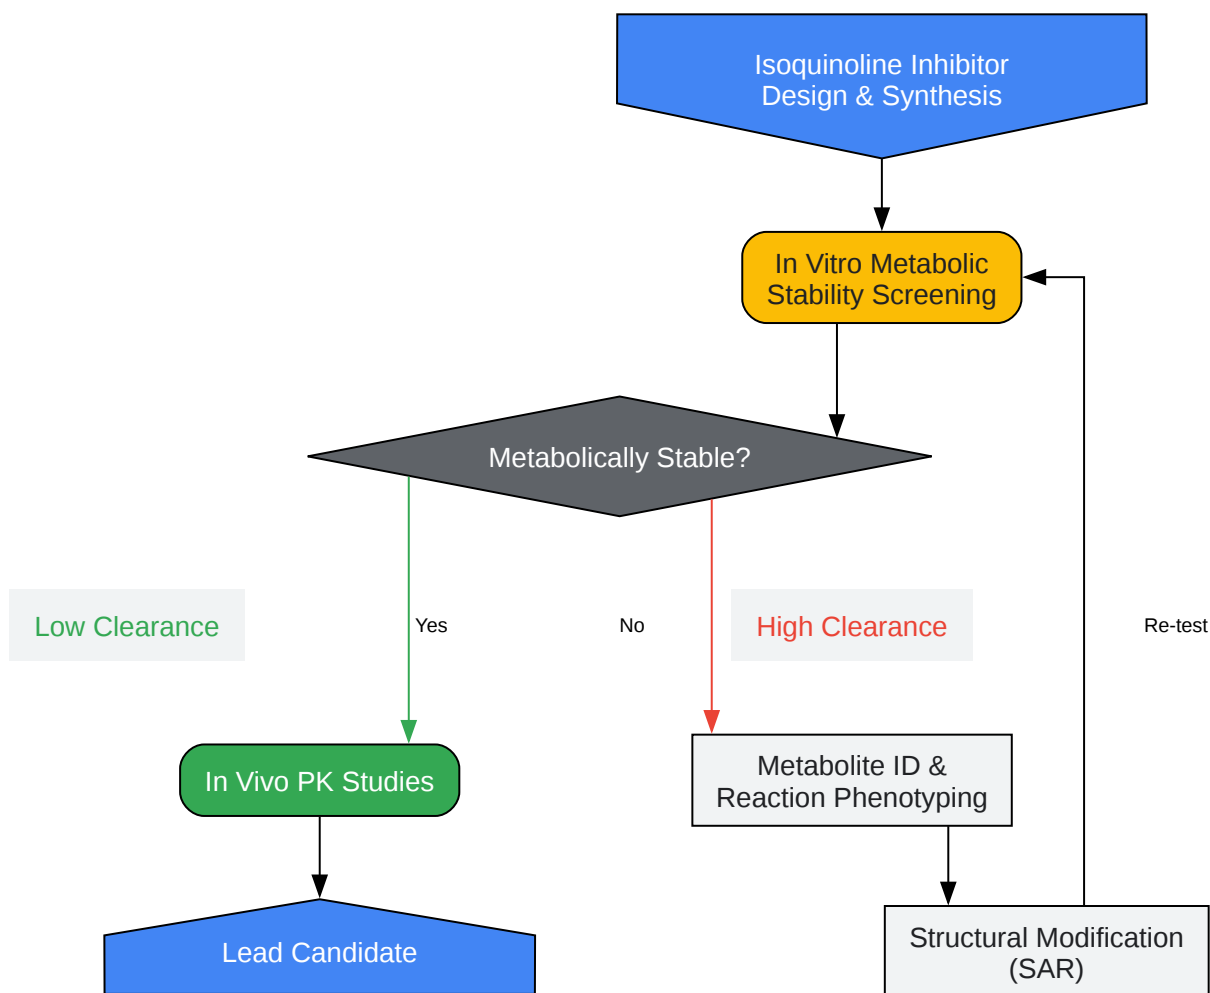 Isoquinoline Inhibitor
Design & Synthesis
In Vitro Metabolic
Stability Screening
Metabolically Stable?
Low Clearance
Yes
No
High Clearance
Re-test
In Vivo PK Studies
Metabolite ID &
Reaction Phenotyping
Lead Candidate
Structural Modification
(SAR)